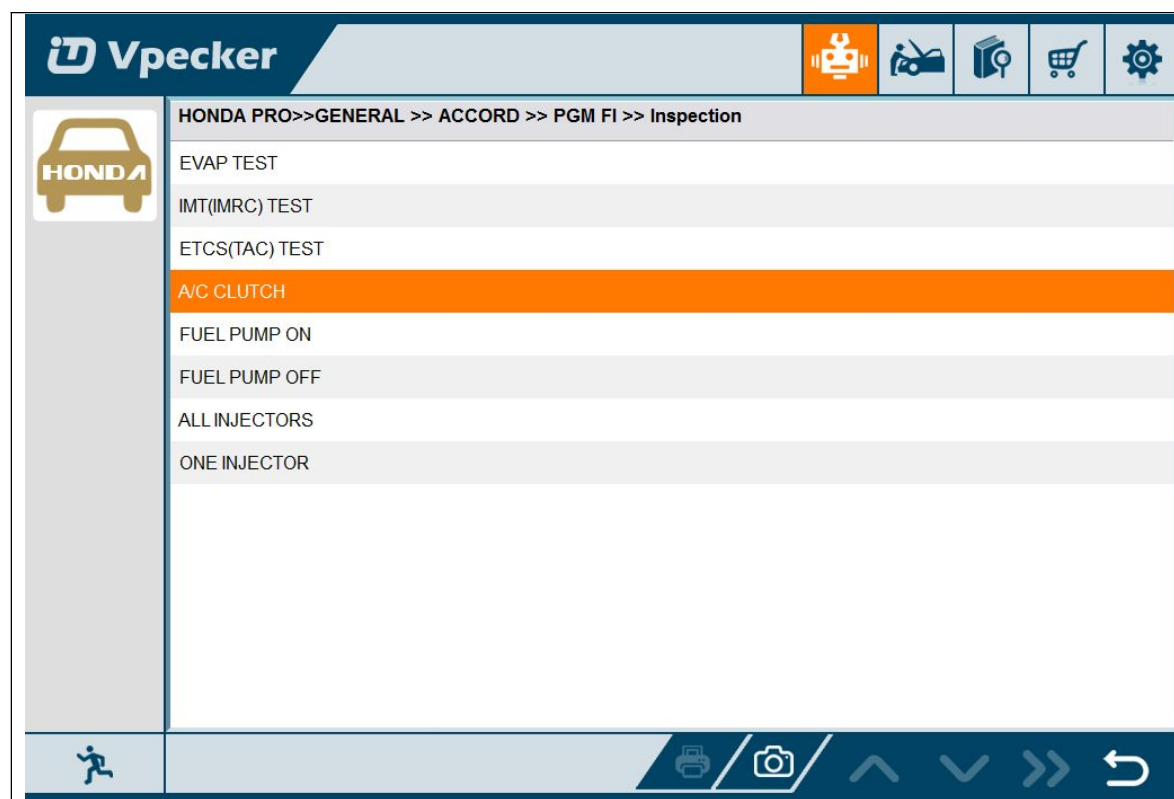 Vpecker
HONDA PRO>>GENERAL >> ACCORD >> PGM FI >> Inspection
HONDA
EVAP TEST
IMT(IMRC) TEST
ETCS(TAC) TEST
A/C CLUTCH
FUEL PUMP ON
FUEL PUMP OFF
ALL INJECTORS
ONE INJECTOR